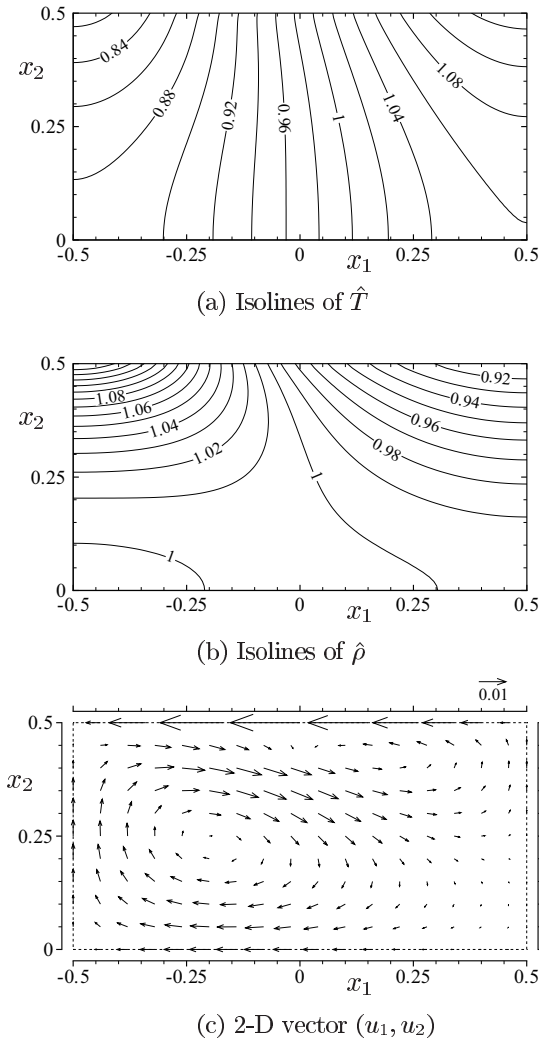 0.5
x₂
0.25
0
-0.5 -0.25 0 0.25 0.5
x₁
0.84
0.88
0.92
0.96
1
1.04
1.08
(a) Isolines of T̂
0.5
x₂
0.25
0
-0.5 -0.25 0 0.25 0.5
x₁
1.08
1.06
1.04
1.02
1
1
0.98
0.96
0.94
0.92
(b) Isolines of ρ̂
0.01
0.5
x₂
0.25
0
-0.5 -0.25 0 0.25 0.5
x₁
(c) 2-D vector (u₁, u₂)